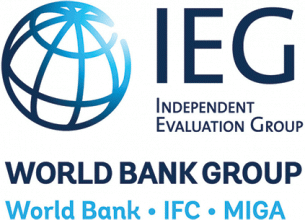 IEG
INDEPENDENT
EVALUATION GROUP
WORLD BANK GROUP
World Bank • IFC • MIGA